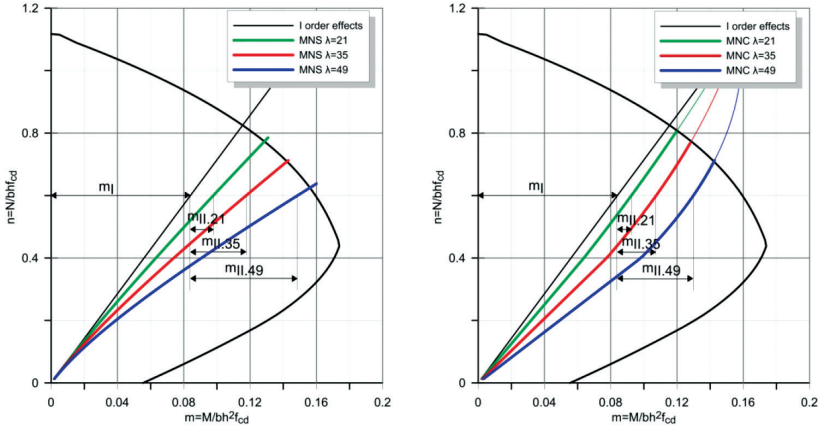 1.2
I order effects
MNS λ=21
MNS λ=35
MNS λ=49
0.8
n=N/bhfcd
mI
mII.21
mII.35
0.4
mII.49
0
0 0.04 0.08 0.12 0.16 0.2
m=M/bh²fcd
1.2
I order effects
MNC λ=21
MNC λ=35
MNC λ=49
0.8
n=N/bhfcd
mI
mII.21
mII.35
0.4
mII.49
0
0 0.04 0.08 0.12 0.16 0.2
m=M/bh²fcd